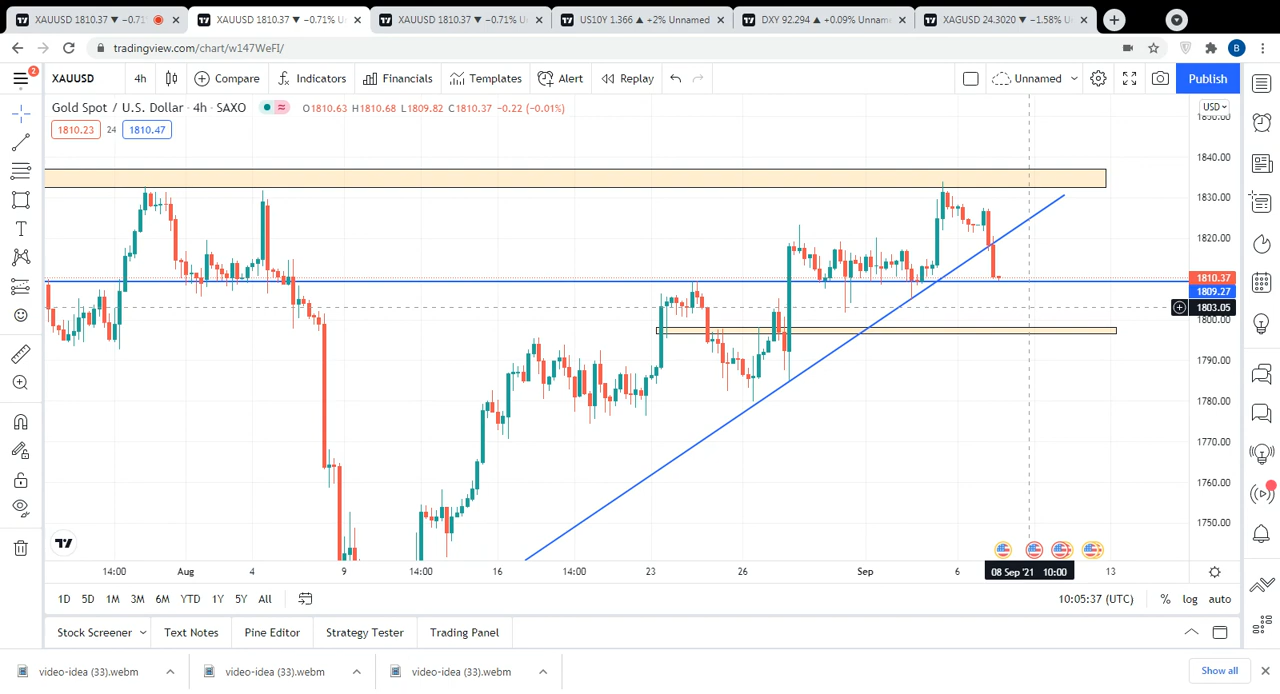 XAUUSD 1810.37 ▼ −0.71%
XAUUSD 1810.37 ▼ −0.71% Un
XAUUSD 1810.37 ▼ −0.71% Unna
US10Y 1.366 ▲ +2% Unnamed
DXY 92.294 ▲ +0.09% Unnam
XAGUSD 24.3020 ▼ −1.58% Un
tradingview.com/chart/w147WeFI/
B
2
XAUUSD
4h
Compare
Indicators
Financials
Templates
Alert
Replay
Unnamed
Publish
Gold Spot / U.S. Dollar · 4h · SAXO
O1810.63 H1810.68 L1809.82 C1810.37 −0.22 (−0.01%)
USD
1810.23
24
1810.47
1840.00
1830.00
1820.00
1810.37
1809.27
1803.05
1800.00
1790.00
1780.00
1770.00
1760.00
1750.00
14:00
Aug
4
9
14:00
16
14:00
23
26
Sep
6
08 Sep '21 10:00
13
1D
5D
1M
3M
6M
YTD
1Y
5Y
All
10:05:37 (UTC)
%
log
auto
Stock Screener
Text Notes
Pine Editor
Strategy Tester
Trading Panel
video-idea (33).webm
video-idea (33).webm
video-idea (33).webm
Show all